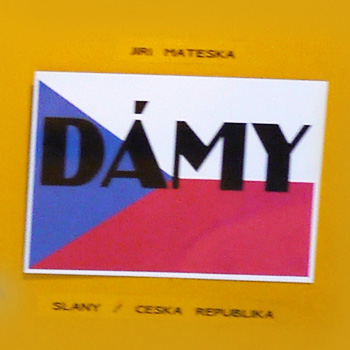 JIRI MATESKA
DÁMY
SLANY / CESKA REPUBLIKA